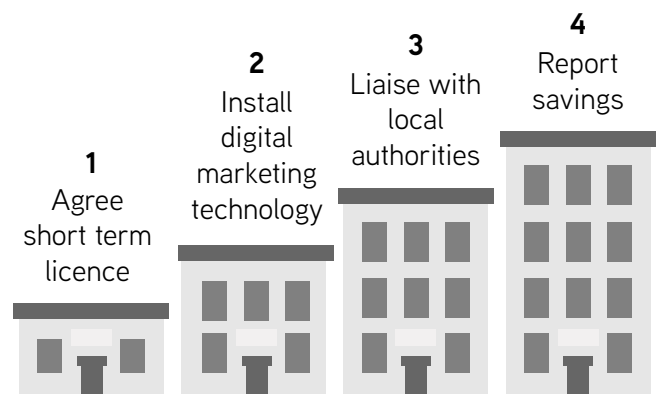 1
Agree
short term
licence
2
Install
digital
marketing
technology
3
Liaise with
local
authorities
4
Report
savings